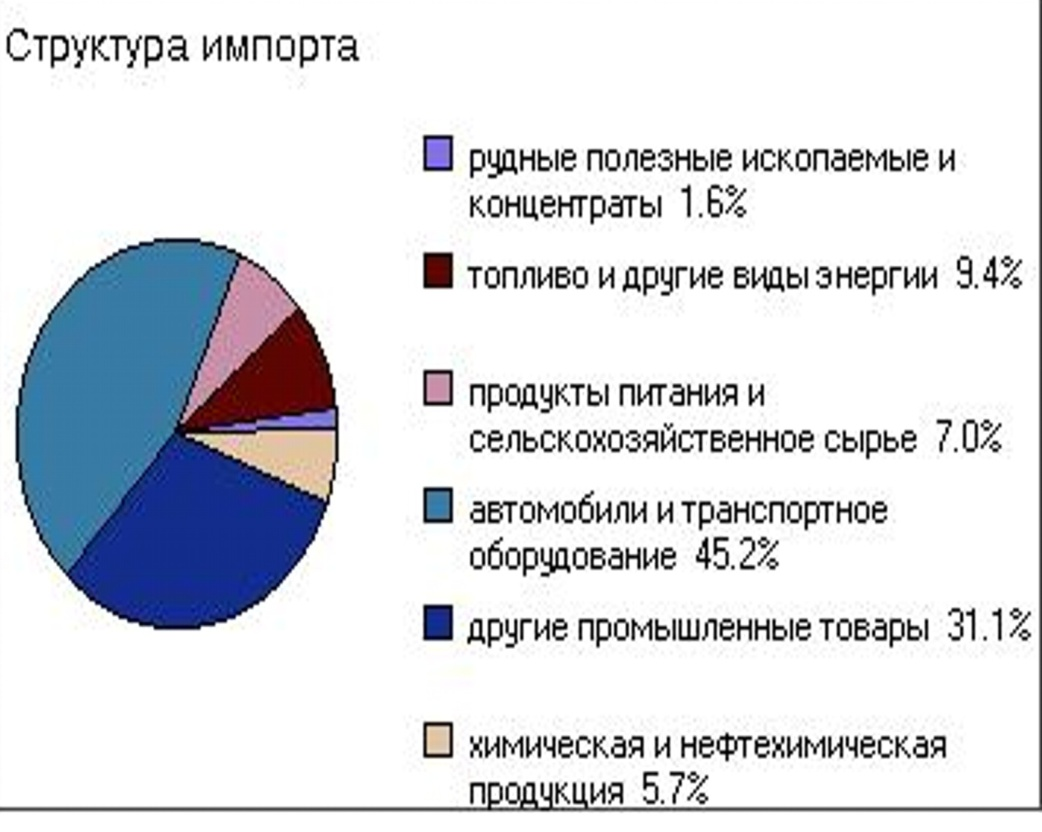 Структура импорта
рудные полезные ископаемые и
концентраты 1.6%
топливо и другие виды энергии 9.4%
продукты питания и
сельскохозяйственное сырье 7.0%
автомобили и транспортное
оборудование 45.2%
другие промышленные товары 31.1%
химическая и нефтехимическая
продукция 5.7%